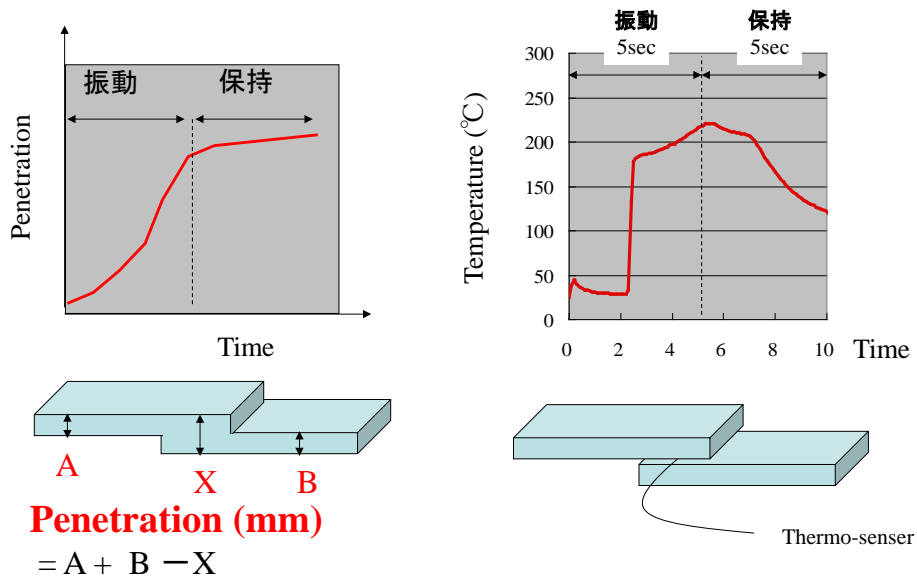 振動
保持
Penetration
Time
A
X
B
Penetration (mm)
= A + B －X
振動
5sec
保持
5sec
Temperature (℃)
300
250
200
150
100
50
0
0 2 4 6 8 10
Time
Thermo-senser